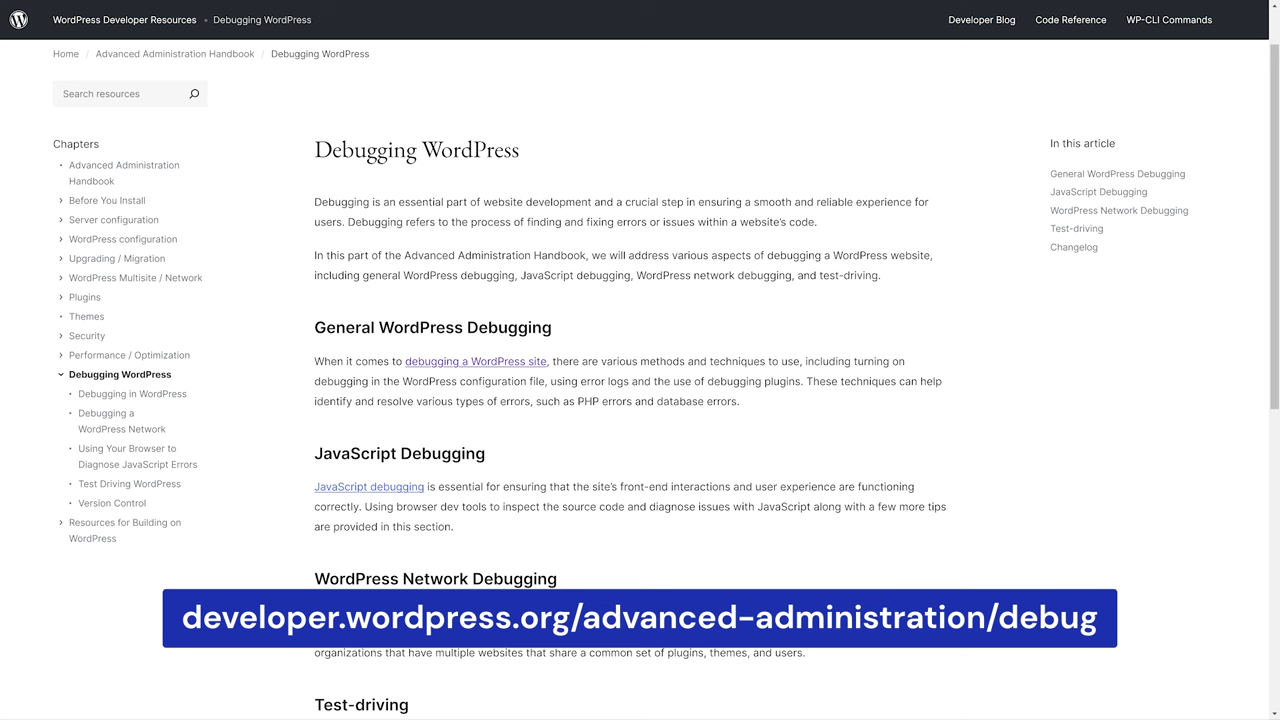 WordPress Developer Resources • Debugging WordPress
Developer Blog Code Reference WP-CLI Commands
Home / Advanced Administration Handbook / Debugging WordPress
Search resources
Chapters
• Advanced Administration
Handbook
› Before You Install
› Server configuration
› WordPress configuration
› Upgrading / Migration
› WordPress Multisite / Network
› Plugins
• Themes
› Security
› Performance / Optimization
Debugging WordPress
• Debugging in WordPress
• Debugging a
WordPress Network
• Using Your Browser to
Diagnose JavaScript Errors
• Test Driving WordPress
• Version Control
› Resources for Building on
WordPress
Debugging WordPress
Debugging is an essential part of website development and a crucial step in ensuring a smooth and reliable experience for
users. Debugging refers to the process of finding and fixing errors or issues within a website's code.
In this part of the Advanced Administration Handbook, we will address various aspects of debugging a WordPress website,
including general WordPress debugging, JavaScript debugging, WordPress network debugging, and test-driving.
General WordPress Debugging
When it comes to debugging a WordPress site, there are various methods and techniques to use, including turning on
debugging in the WordPress configuration file, using error logs and the use of debugging plugins. These techniques can help
identify and resolve various types of errors, such as PHP errors and database errors.
JavaScript Debugging
JavaScript debugging is essential for ensuring that the site's front-end interactions and user experience are functioning
correctly. Using browser dev tools to inspect the source code and diagnose issues with JavaScript along with a few more tips
are provided in this section.
WordPress Network Debugging
developer.wordpress.org/advanced-administration/debug
organizations that have multiple websites that share a common set of plugins, themes, and users.
Test-driving
In this article
General WordPress Debugging
JavaScript Debugging
WordPress Network Debugging
Test-driving
Changelog